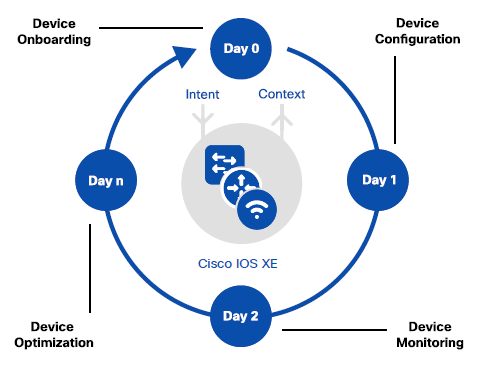 Device
Onboarding
Day 0
Device
Configuration
Intent
Context
Day n
Day 1
Cisco IOS XE
Day 2
Device
Optimization
Device
Monitoring